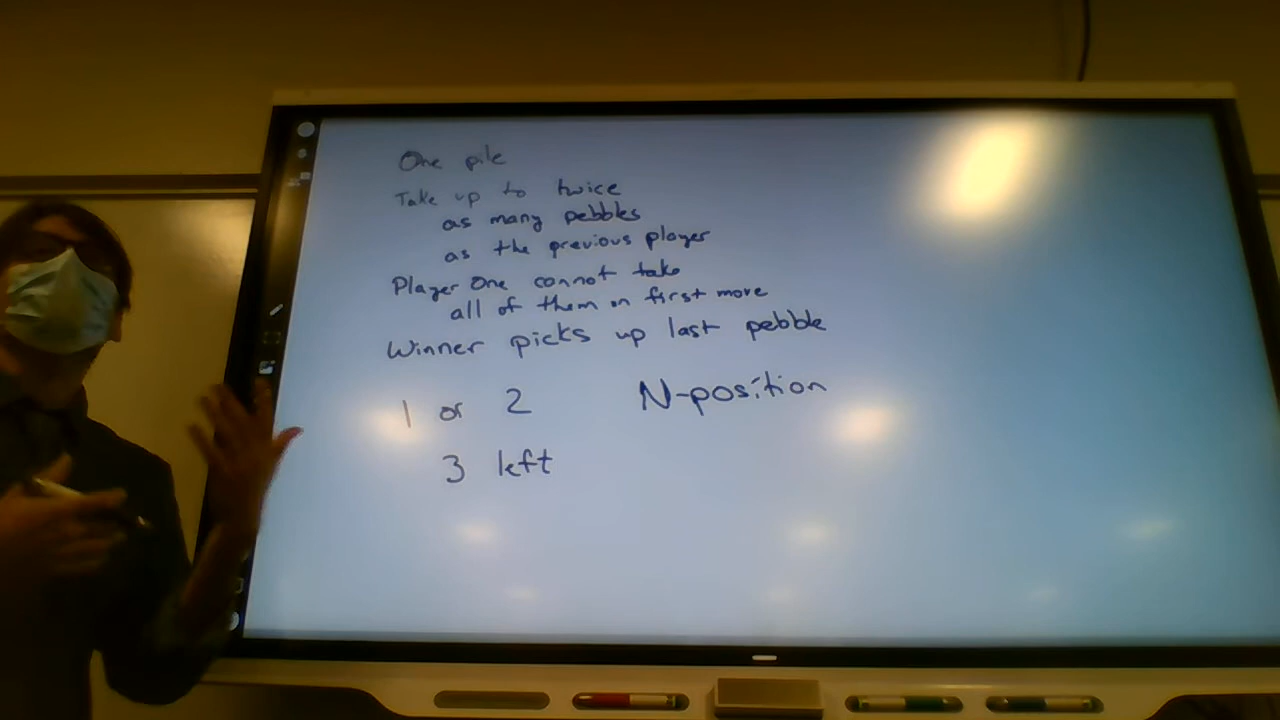 One pile
Take up to twice
as many pebbles
as the previous player
Player One cannot take
all of them on first move
Winner picks up last pebble
1 or 2 N-position
3 left